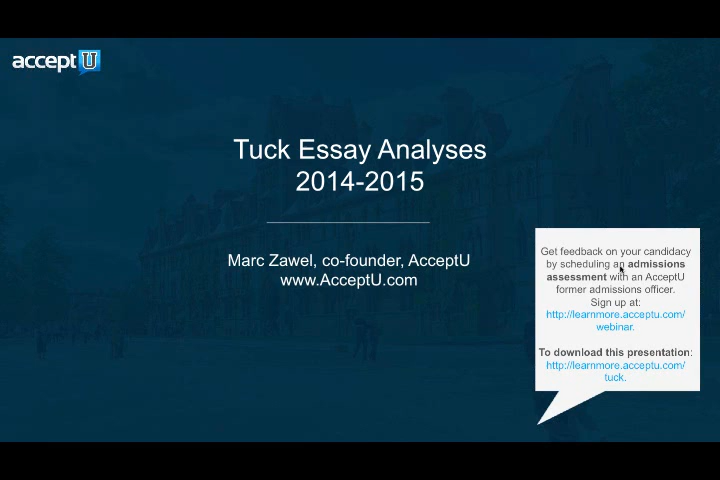 accept U
Tuck Essay Analyses
2014-2015
Marc Zawel, co-founder, AcceptU
www.AcceptU.com
Get feedback on your candidacy
by scheduling an admissions
assessment with an AcceptU
former admissions officer.
Sign up at:
http://learnmore.acceptu.com/
webinar.
To download this presentation:
http://learnmore.acceptu.com/
tuck.